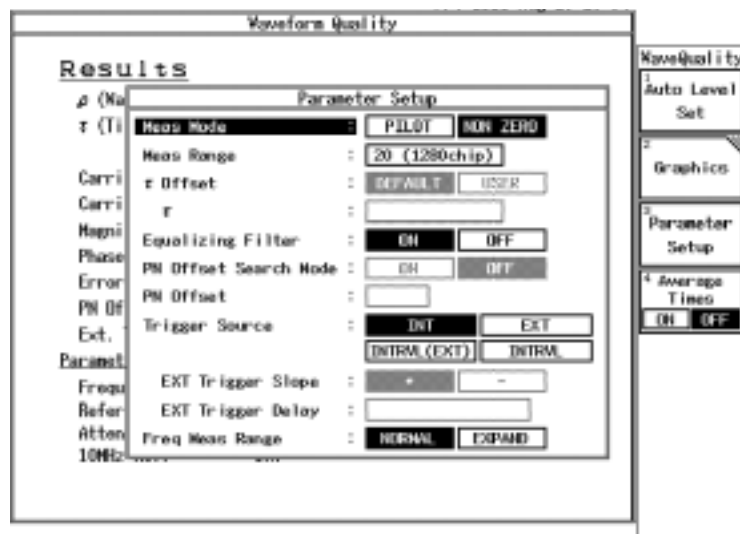 Waveform Quality
Results
ρ (Wa
τ (Ti
Carri
Carri
Magni
Phase
Error
PN Of
Ext.
Paramet
Frequ
Refer
Atten
10MHz
Parameter Setup
Meas Mode : PILOT NON ZERO
Meas Range : 20 (1280chip)
τ Offset : DEFAULT USER
τ :
Equalizing Filter : ON OFF
PN Offset Search Mode : ON OFF
PN Offset :
Trigger Source : INT EXT
INTRVL(EXT) INTRVL
EXT Trigger Slope : + -
EXT Trigger Delay :
Freq Meas Range : NORMAL EXPAND
WaveQuality
1
Auto Level
Set
2
Graphics
3
Parameter
Setup
4 Average
Times
ON OFF